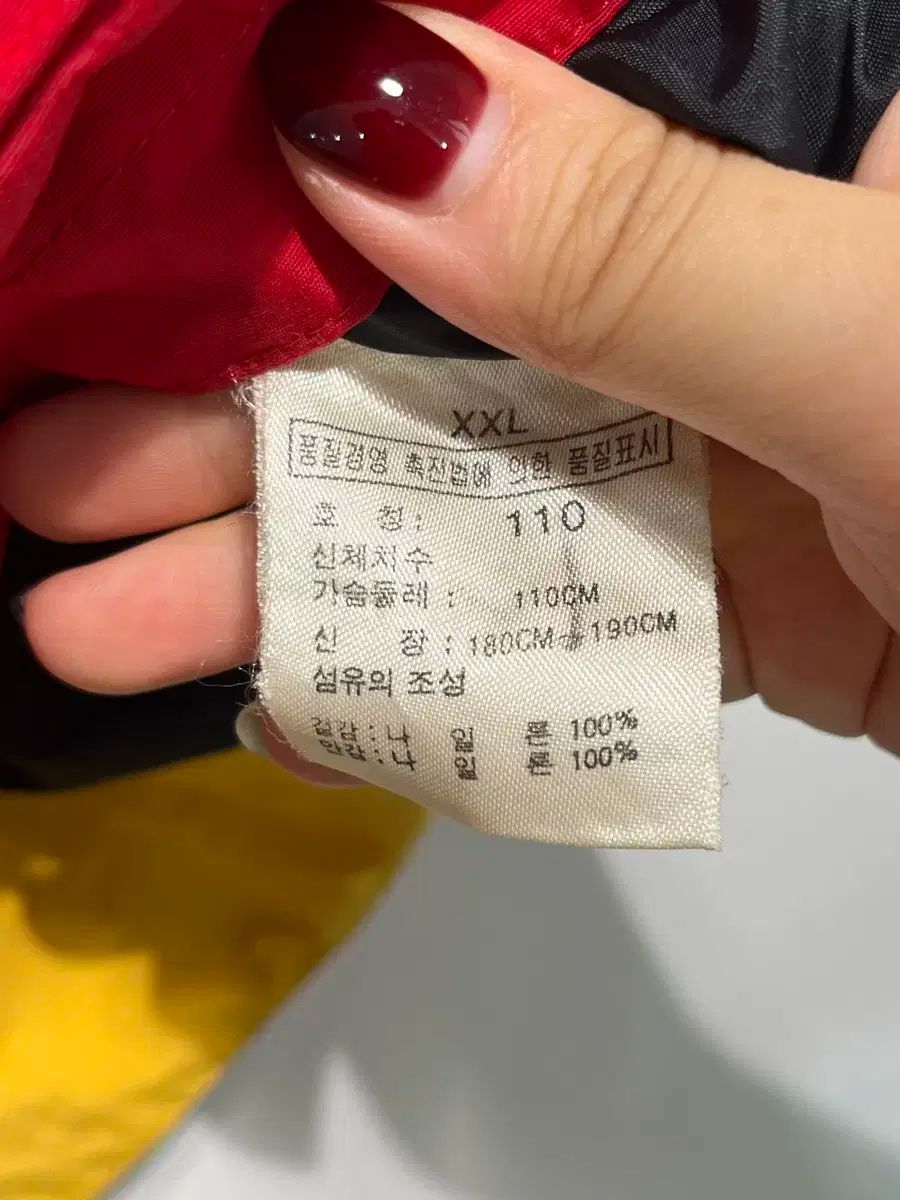 XXL
품질경영 촉진법에 의한 품질표시
호 칭 : 110
신체치수
가슴둘레 : 110CM
신 장 : 180CM ~ 190CM
섬유의 조성
겉감 : 나 일 론 100%
안감 : 나 일 론 100%